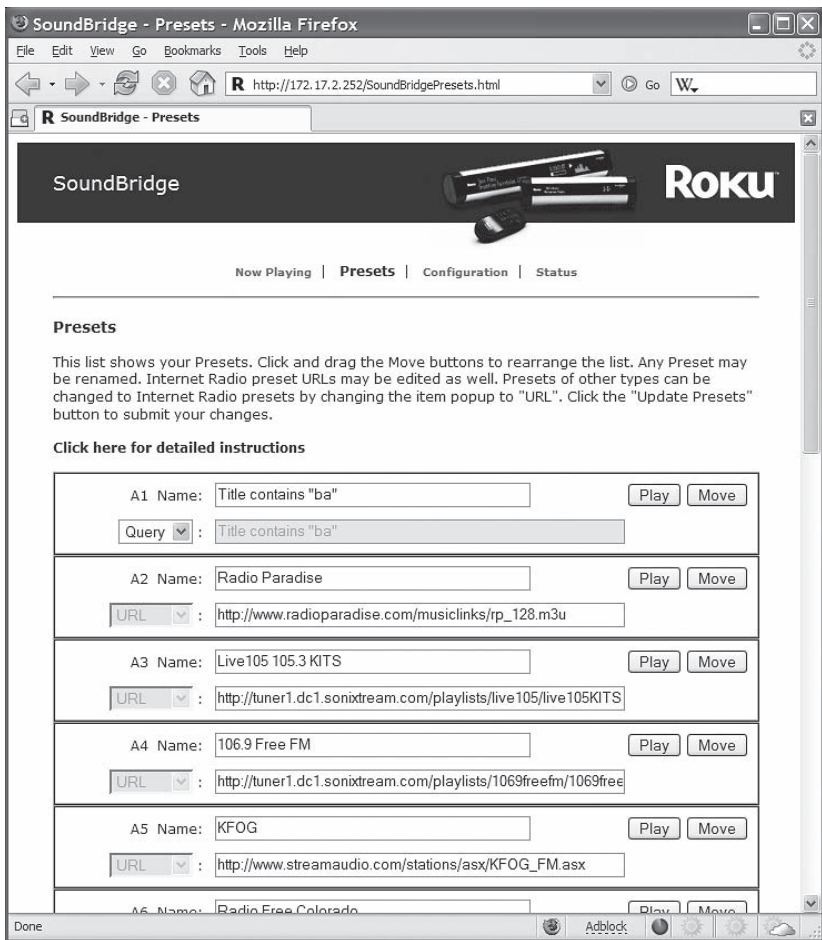 SoundBridge - Presets - Mozilla Firefox
File Edit View Go Bookmarks Tools Help
R http://172.17.2.252/SoundBridgePresets.html Go W.
R SoundBridge - Presets
SoundBridge
ROKU
Now Playing | Presets | Configuration | Status
Presets
This list shows your Presets. Click and drag the Move buttons to rearrange the list. Any Preset may
be renamed. Internet Radio preset URLs may be edited as well. Presets of other types can be
changed to Internet Radio presets by changing the item popup to "URL". Click the "Update Presets"
button to submit your changes.
Click here for detailed instructions
A1 Name: Title contains "ba" Play Move
Query : Title contains "ba"
A2 Name: Radio Paradise Play Move
URL : http://www.radioparadise.com/musiclinks/rp_128.m3u
A3 Name: Live105 105.3 KITS Play Move
URL : http://tuner1.dc1.sonixtream.com/playlists/live105/live105KITS
A4 Name: 106.9 Free FM Play Move
URL : http://tuner1.dc1.sonixtream.com/playlists/1069freefm/1069free
A5 Name: KFOG Play Move
URL : http://www.streamaudio.com/stations/asx/KFOG_FM.asx
A6 Name: Radio Free Colorado Play Move
Done Adblock